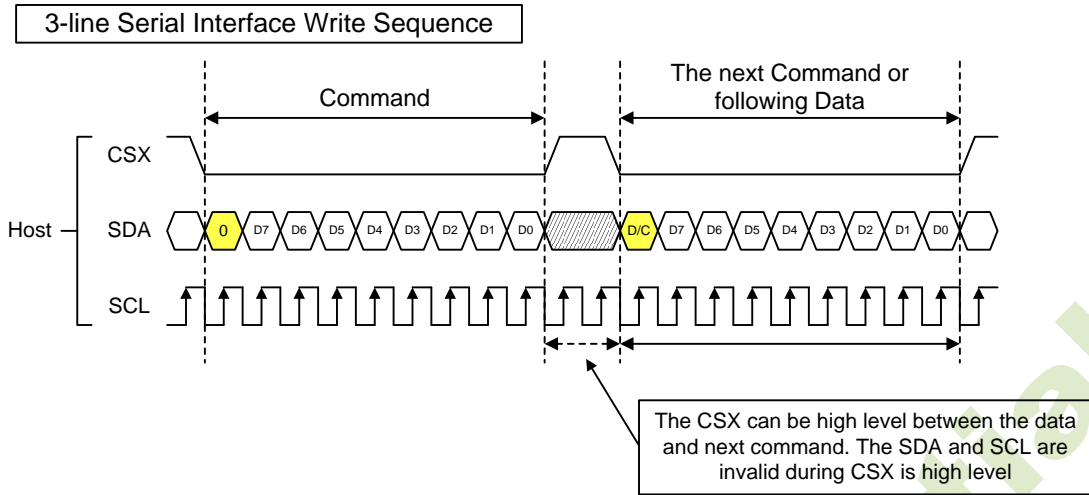 3-line Serial Interface Write Sequence
Command
The next Command or
following Data
CSX
Host
SDA
0 D7 D6 D5 D4 D3 D2 D1 D0 D/C D7 D6 D5 D4 D3 D2 D1 D0
SCL
The CSX can be high level between the data
and next command. The SDA and SCL are
invalid during CSX is high level